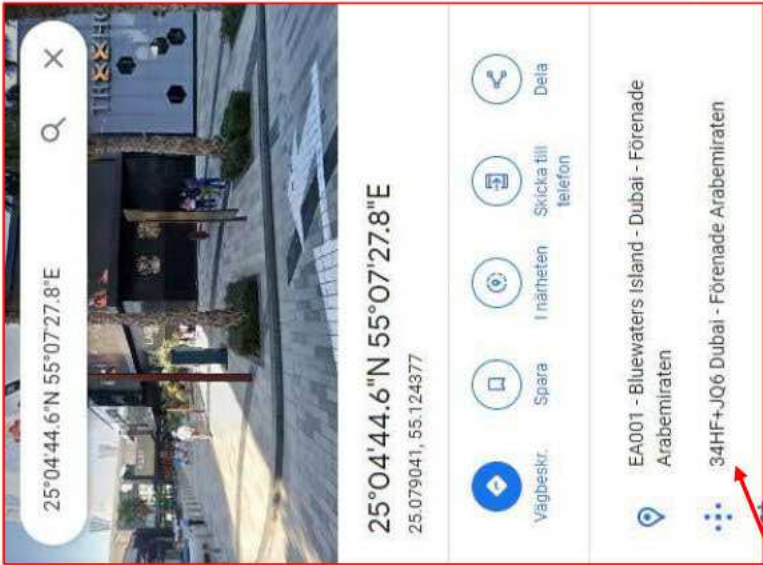 25°04'44.6"N 55°07'27.8"E
25°04'44.6"N 55°07'27.8"E
25.079041, 55.124377
Vägbeskr.
Spara
I närheten
Skicka till
telefon
Dela
EA001 - Bluewaters Island - Dubai - Förenade
Arabemiraten
34HF+JQ6 Dubai - Förenade Arabemiraten